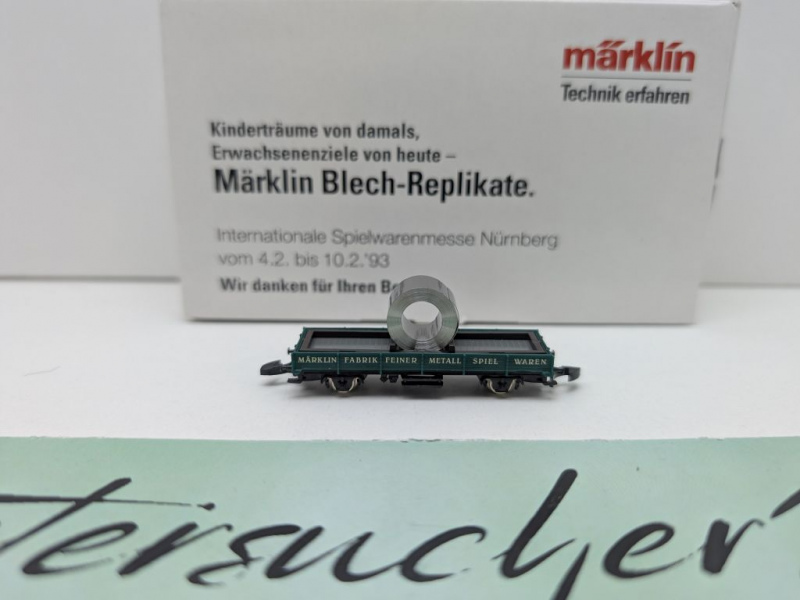 märklin
Technik erfahren
Kinderträume von damals,
Erwachsenenziele von heute –
Märklin Blech-Replikate.
Internationale Spielwarenmesse Nürnberg
vom 4.2. bis 10.2.'93
Wir danken für Ihren
MÄRKLIN FABRIK FEINER METALL SPIEL WAREN
tersucher